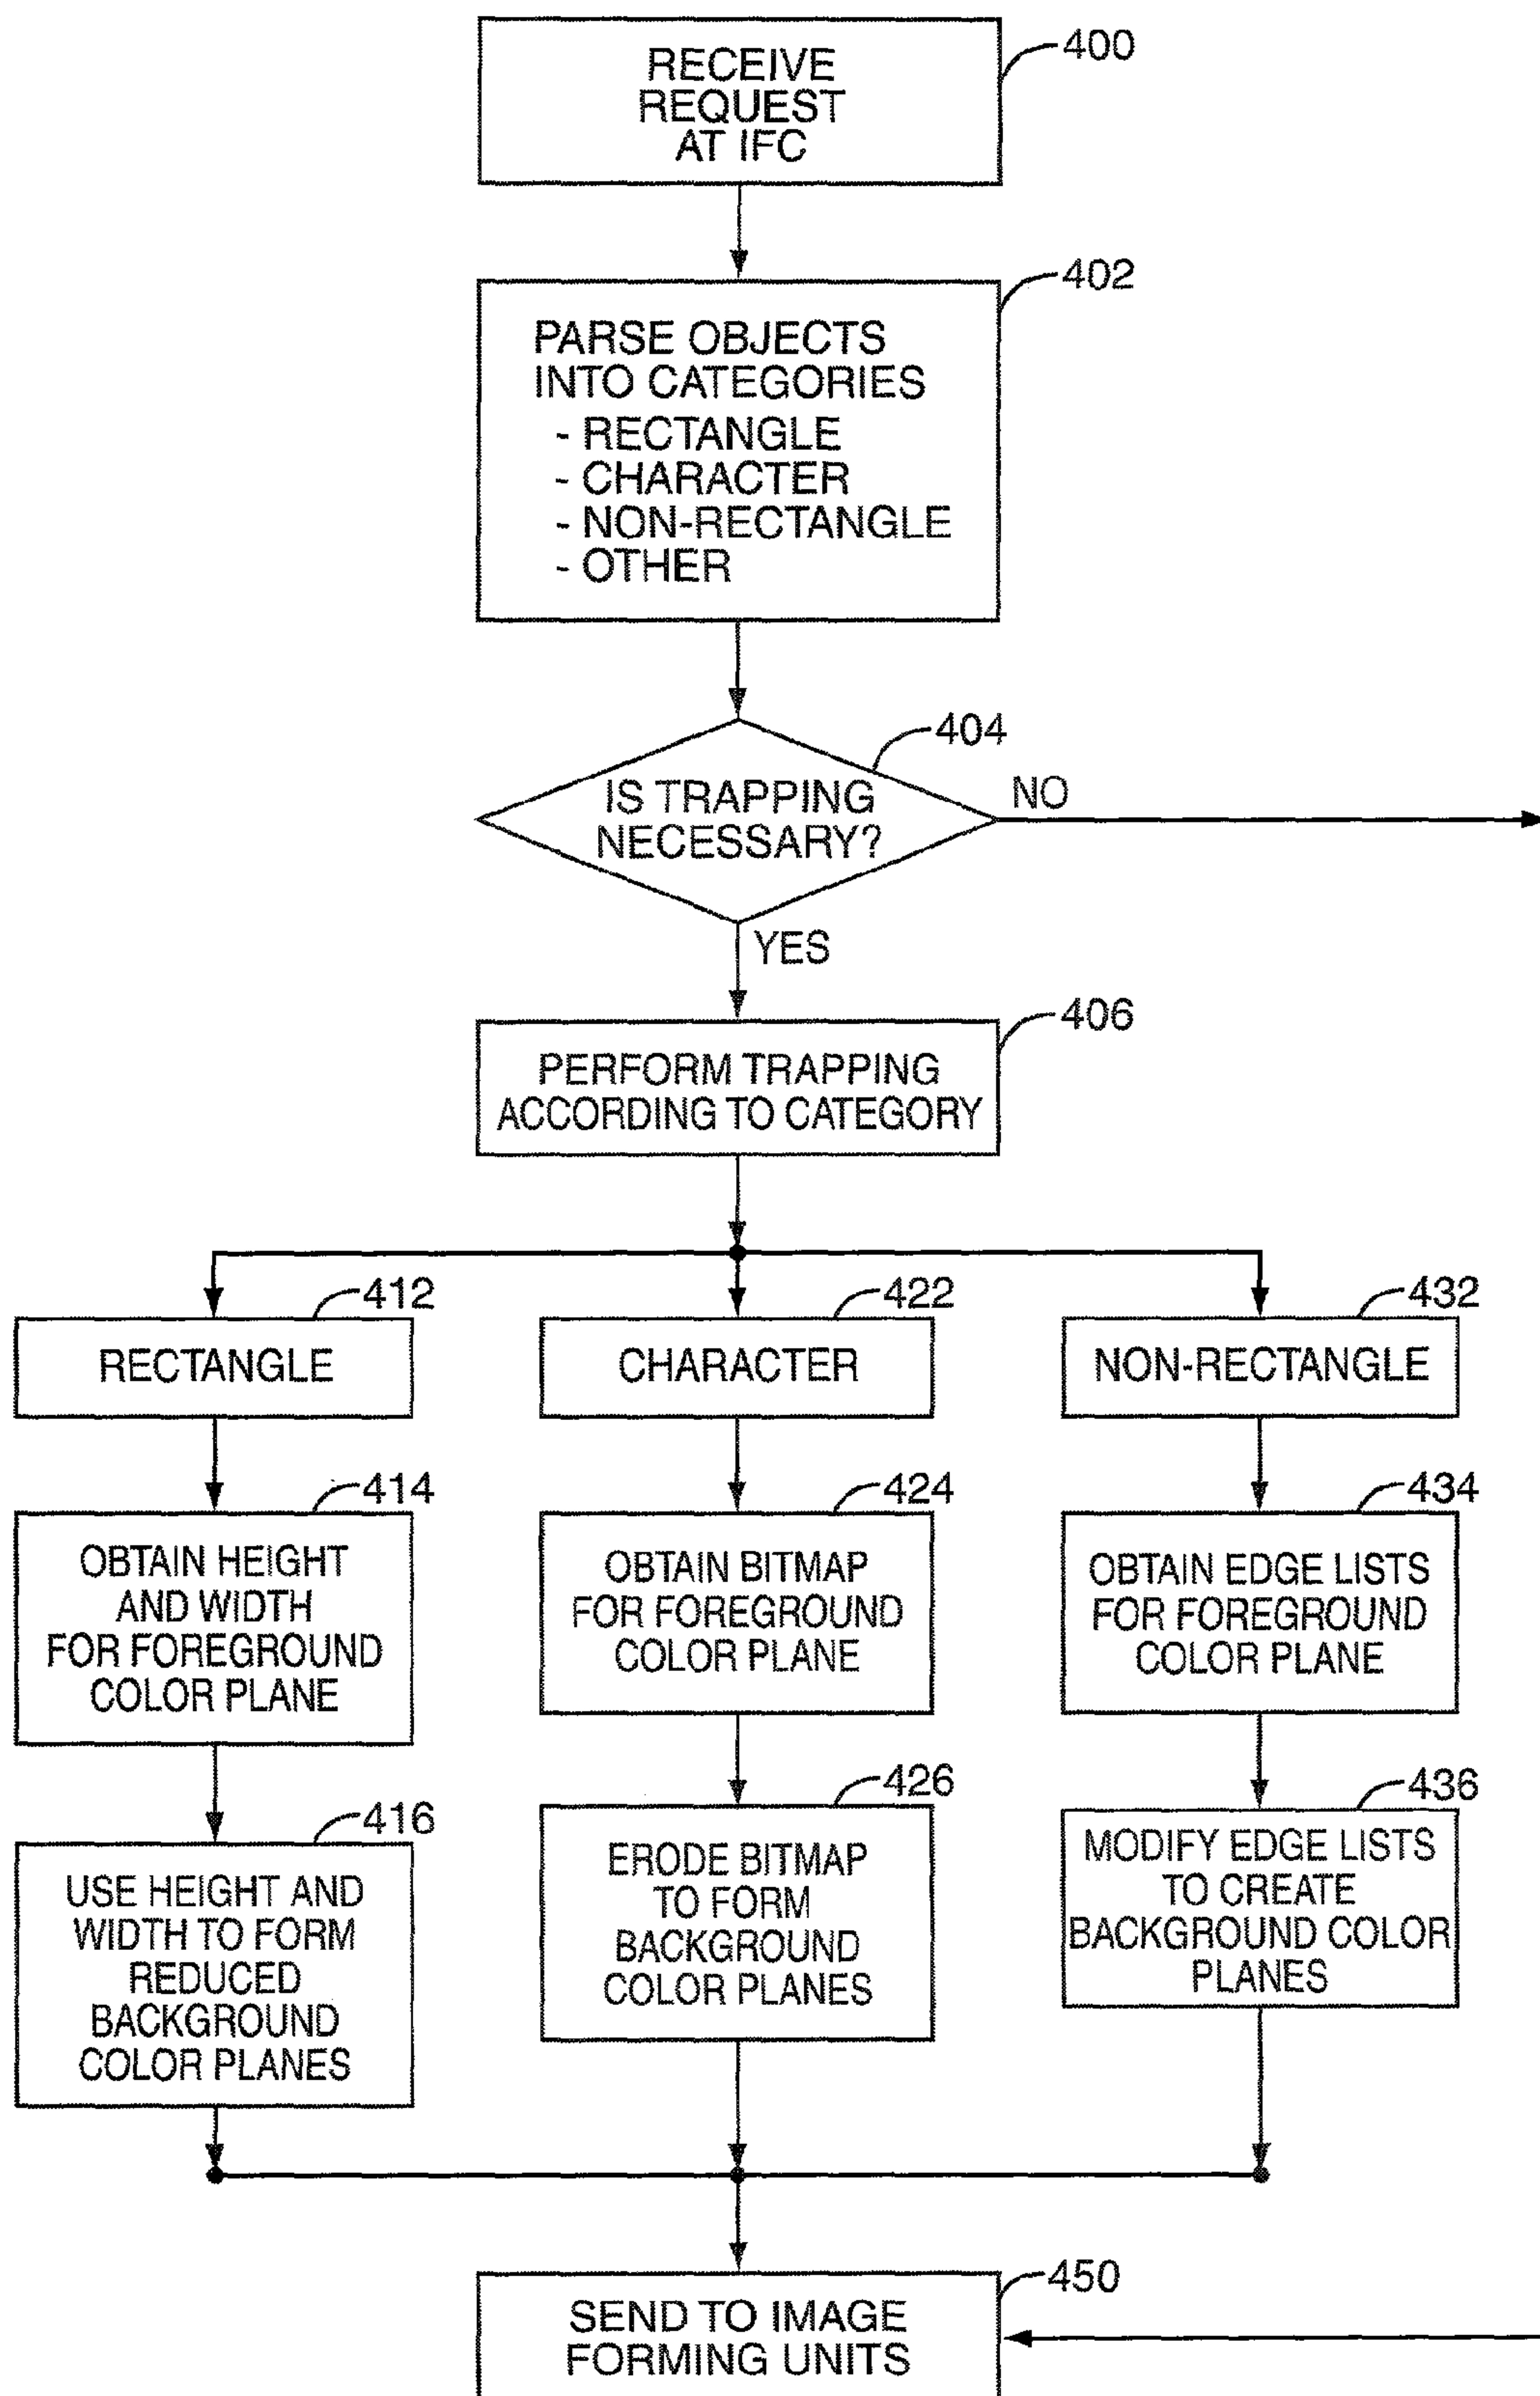 400
RECEIVE
REQUEST
AT IFC
402
PARSE OBJECTS
INTO CATEGORIES
- RECTANGLE
- CHARACTER
- NON-RECTANGLE
- OTHER
404
IS TRAPPING
NECESSARY?
NO
YES
406
PERFORM TRAPPING
ACCORDING TO CATEGORY
412
RECTANGLE
414
OBTAIN HEIGHT
AND WIDTH
FOR FOREGROUND
COLOR PLANE
416
USE HEIGHT AND
WIDTH TO FORM
REDUCED
BACKGROUND
COLOR PLANES
422
CHARACTER
424
OBTAIN BITMAP
FOR FOREGROUND
COLOR PLANE
426
ERODE BITMAP
TO FORM
BACKGROUND
COLOR PLANES
432
NON-RECTANGLE
434
OBTAIN EDGE LISTS
FOR FOREGROUND
COLOR PLANE
436
MODIFY EDGE LISTS
TO CREATE
BACKGROUND COLOR
PLANES
450
SEND TO IMAGE
FORMING UNITS